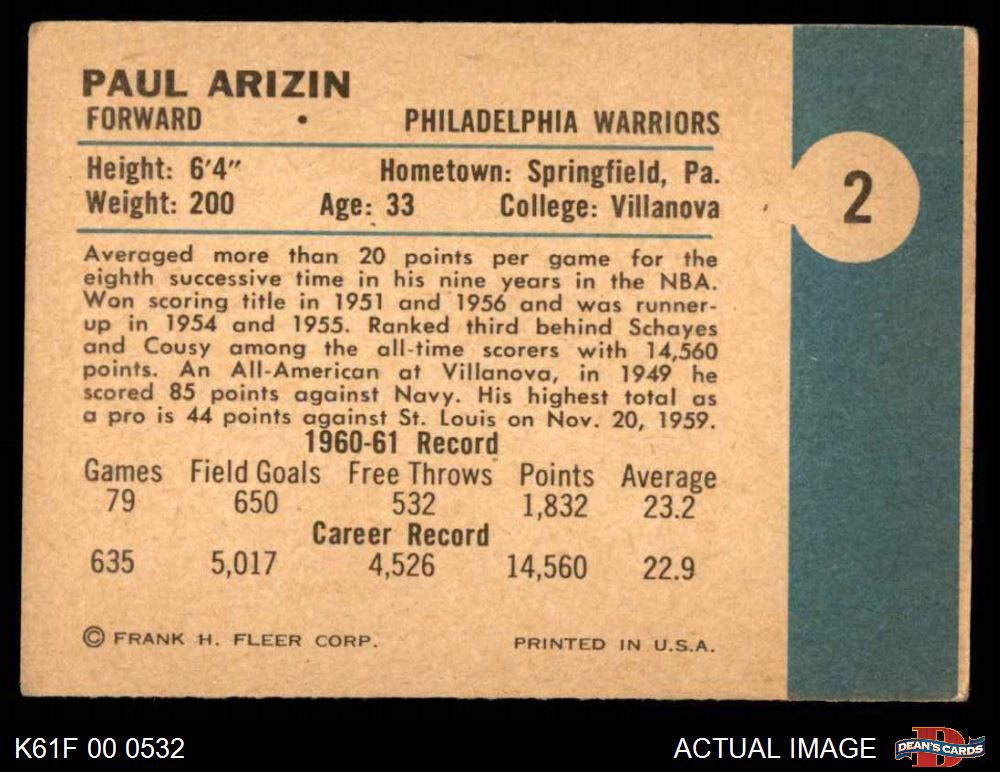 PAUL ARIZIN
FORWARD • PHILADELPHIA WARRIORS
Height: 6'4" Hometown: Springfield, Pa.
Weight: 200 Age: 33 College: Villanova
2
Averaged more than 20 points per game for the
eighth successive time in his nine years in the NBA.
Won scoring title in 1951 and 1956 and was runner-
up in 1954 and 1955. Ranked third behind Schayes
and Cousy among the all-time scorers with 14,560
points. An All-American at Villanova, in 1949 he
scored 85 points against Navy. His highest total as
a pro is 44 points against St. Louis on Nov. 20, 1959.
1960-61 Record
Games Field Goals Free Throws Points Average
79 650 532 1,832 23.2
Career Record
635 5,017 4,526 14,560 22.9
© FRANK H. FLEER CORP. PRINTED IN U.S.A.
K61F 00 0532 ACTUAL IMAGE D DEAN'S CARDS